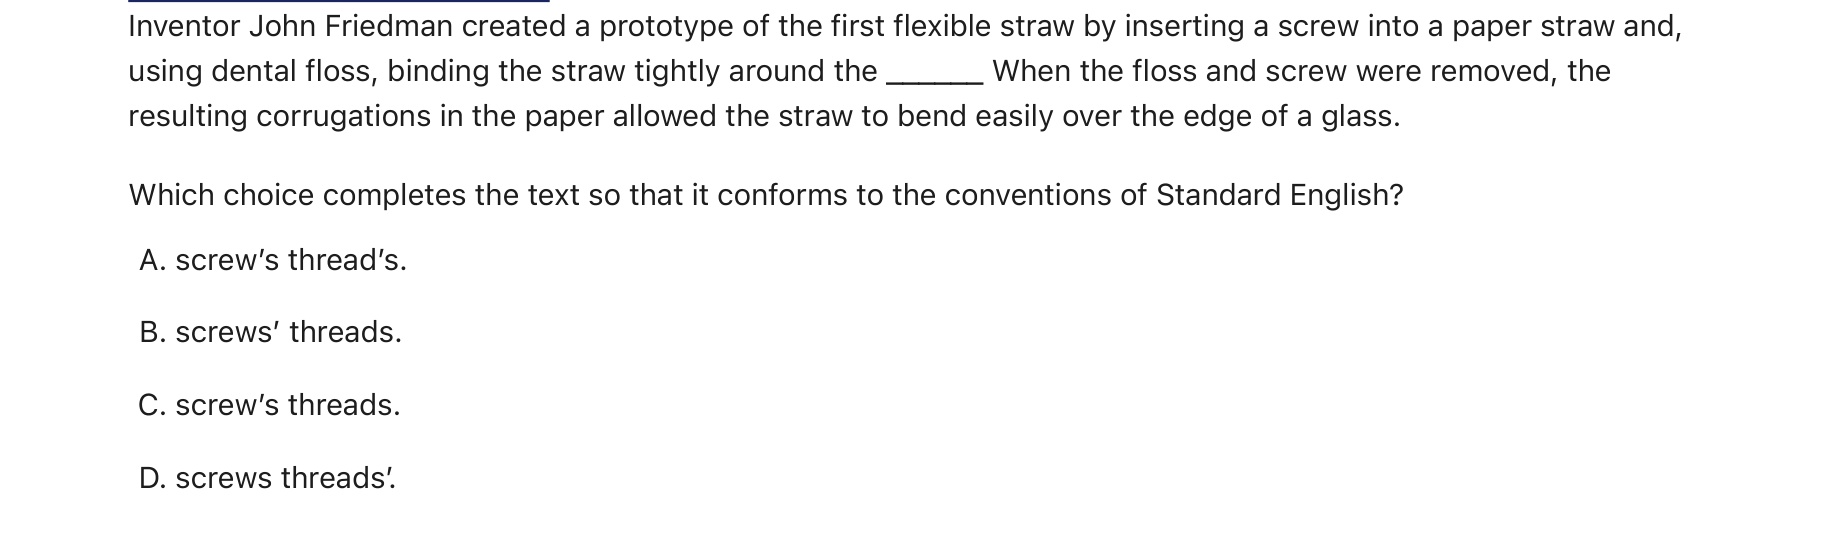 Inventor John Friedman created a prototype of the first flexible straw by inserting a screw into a paper straw and,
using dental floss, binding the straw tightly around the ______ When the floss and screw were removed, the
resulting corrugations in the paper allowed the straw to bend easily over the edge of a glass.
Which choice completes the text so that it conforms to the conventions of Standard English?
A. screw’s thread’s.
B. screws’ threads.
C. screw’s threads.
D. screws threads’.